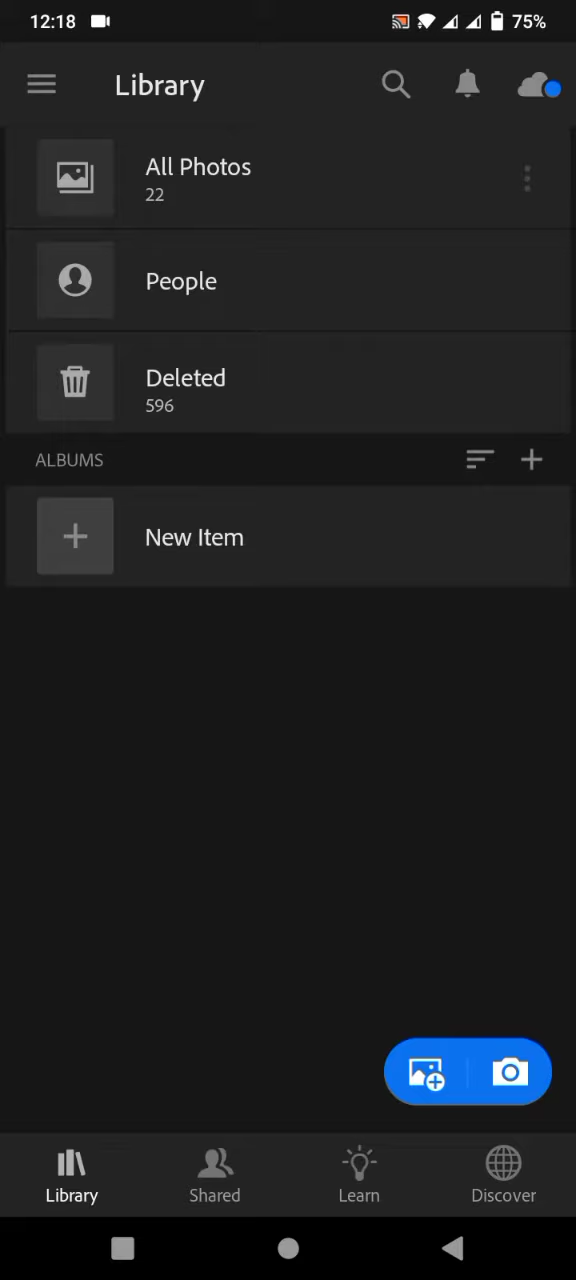 12:18
75%
Library
All Photos
22
People
Deleted
596
ALBUMS
New Item
Library
Shared
Learn
Discover